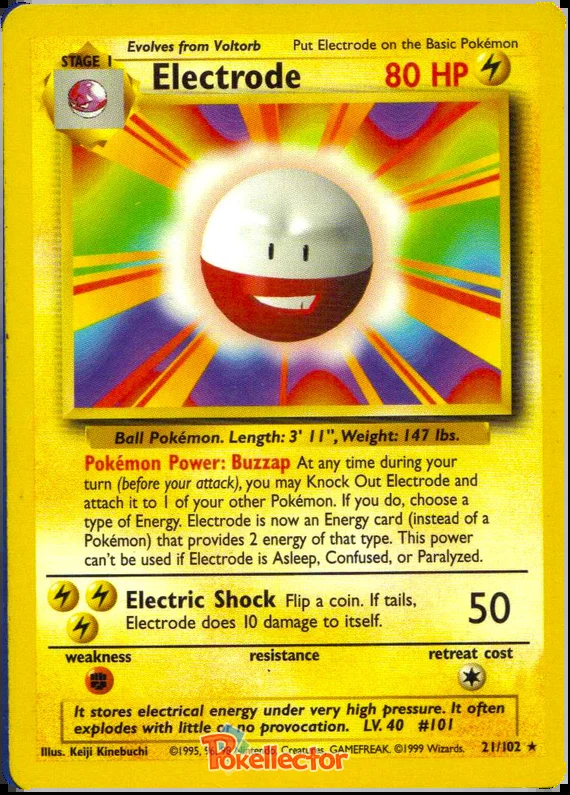 Evolves from Voltorb Put Electrode on the Basic Pokémon
STAGE 1
Electrode 80 HP
Ball Pokémon. Length: 3' 11", Weight: 147 lbs.
Pokémon Power: Buzzap At any time during your
turn (before your attack), you may Knock Out Electrode and
attach it to 1 of your other Pokémon. If you do, choose a
type of Energy. Electrode is now an Energy card (instead of a
Pokémon) that provides 2 energy of that type. This power
can't be used if Electrode is Asleep, Confused, or Paralyzed.
Electric Shock Flip a coin. If tails,
Electrode does 10 damage to itself.
50
weakness resistance retreat cost
It stores electrical energy under very high pressure. It often
explodes with little or no provocation. LV. 40 #101
Illus. Keiji Kinebuchi ©1995, 96, 98 Nintendo, Creatures, GAMEFREAK. ©1999 Wizards. 21/102 ★
Pokellector